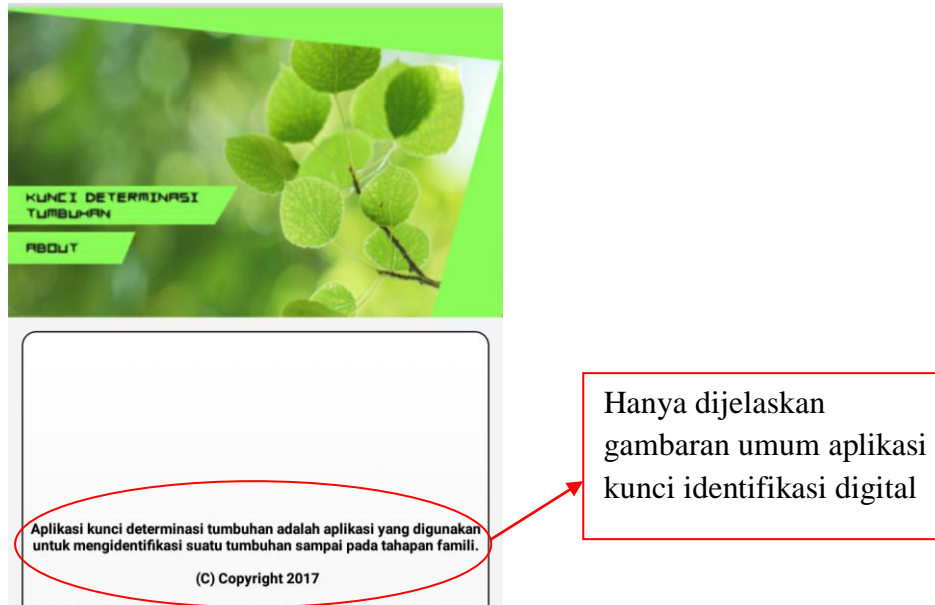 KUNCI DETERMINASI
TUMBUHAN
ABOUT
Aplikasi kunci determinasi tumbuhan adalah aplikasi yang digunakan
untuk mengidentifikasi suatu tumbuhan sampai pada tahapan famili.
(C) Copyright 2017
Hanya dijelaskan
gambaran umum aplikasi
kunci identifikasi digital